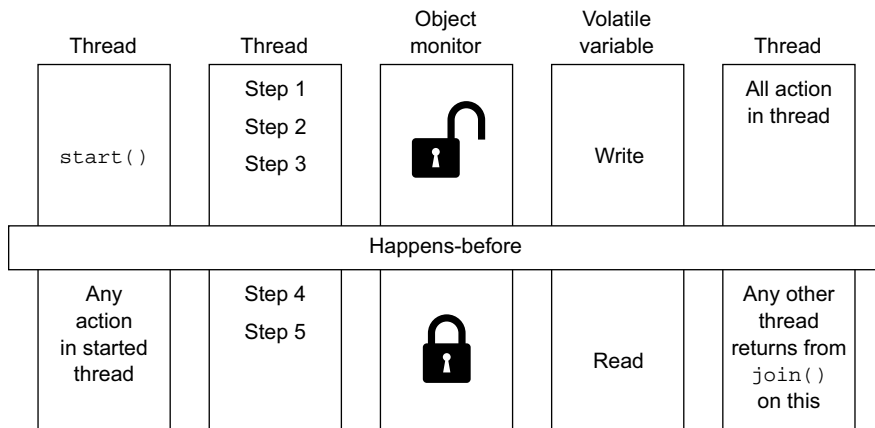 Thread
Thread
Object
monitor
Volatile
variable
Thread
start()
Step 1
Step 2
Step 3
Write
All action
in thread
Happens-before
Any
action
in started
thread
Step 4
Step 5
Read
Any other
thread
returns from
join()
on this